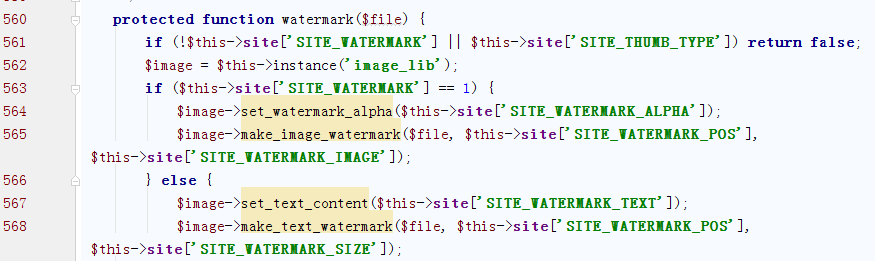 560 protected function watermark($file) {
561 if (!$this->site['SITE_WATERMARK'] || $this->site['SITE_THUMB_TYPE']) return false;
562 $image = $this->instance('image_lib');
563 if ($this->site['SITE_WATERMARK'] == 1) {
564 $image->set_watermark_alpha($this->site['SITE_WATERMARK_ALPHA']);
565 $image->make_image_watermark($file, $this->site['SITE_WATERMARK_POS'],
$this->site['SITE_WATERMARK_IMAGE']);
566 } else {
567 $image->set_text_content($this->site['SITE_WATERMARK_TEXT']);
568 $image->make_text_watermark($file, $this->site['SITE_WATERMARK_POS'],
$this->site['SITE_WATERMARK_SIZE']);